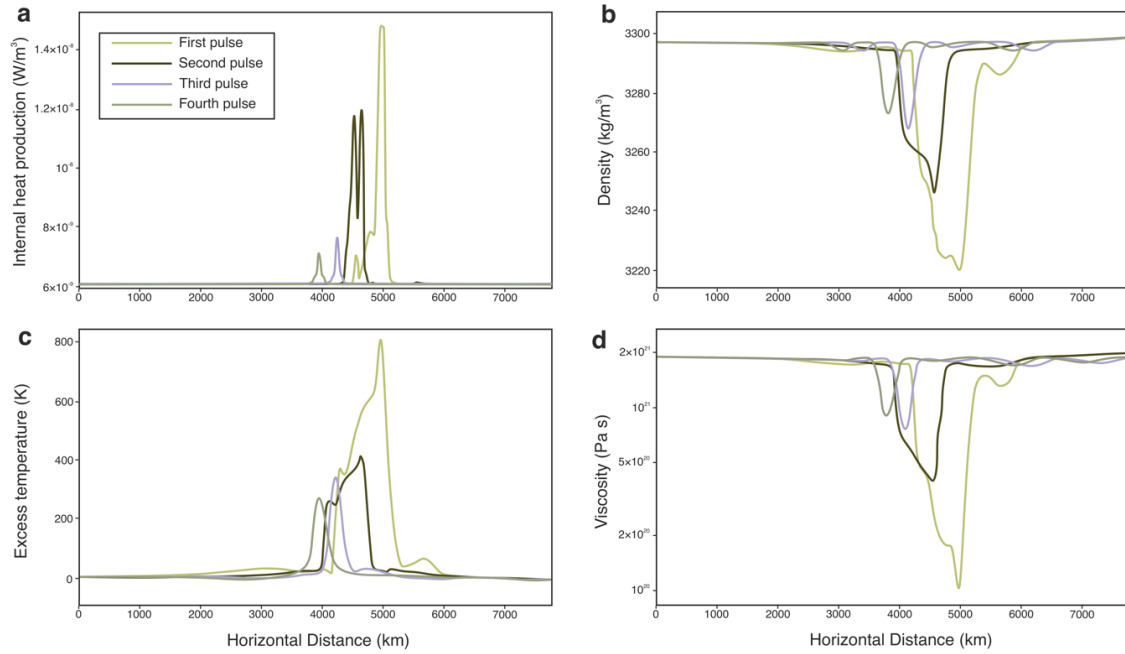 a
Internal heat production (W/m³)
1.4×10⁻⁸
1.2×10⁻⁸
10⁻⁸
8×10⁻⁹
6×10⁻⁹
First pulse
Second pulse
Third pulse
Fourth pulse
0 1000 2000 3000 4000 5000 6000 7000
b
Density (kg/m³)
3300
3280
3260
3240
3220
0 1000 2000 3000 4000 5000 6000 7000
c
Excess temperature (K)
800
600
400
200
0
0 1000 2000 3000 4000 5000 6000 7000
Horizontal Distance (km)
d
Viscosity (Pa s)
2×10²¹
10²¹
5×10²⁰
2×10²⁰
10²⁰
0 1000 2000 3000 4000 5000 6000 7000
Horizontal Distance (km)